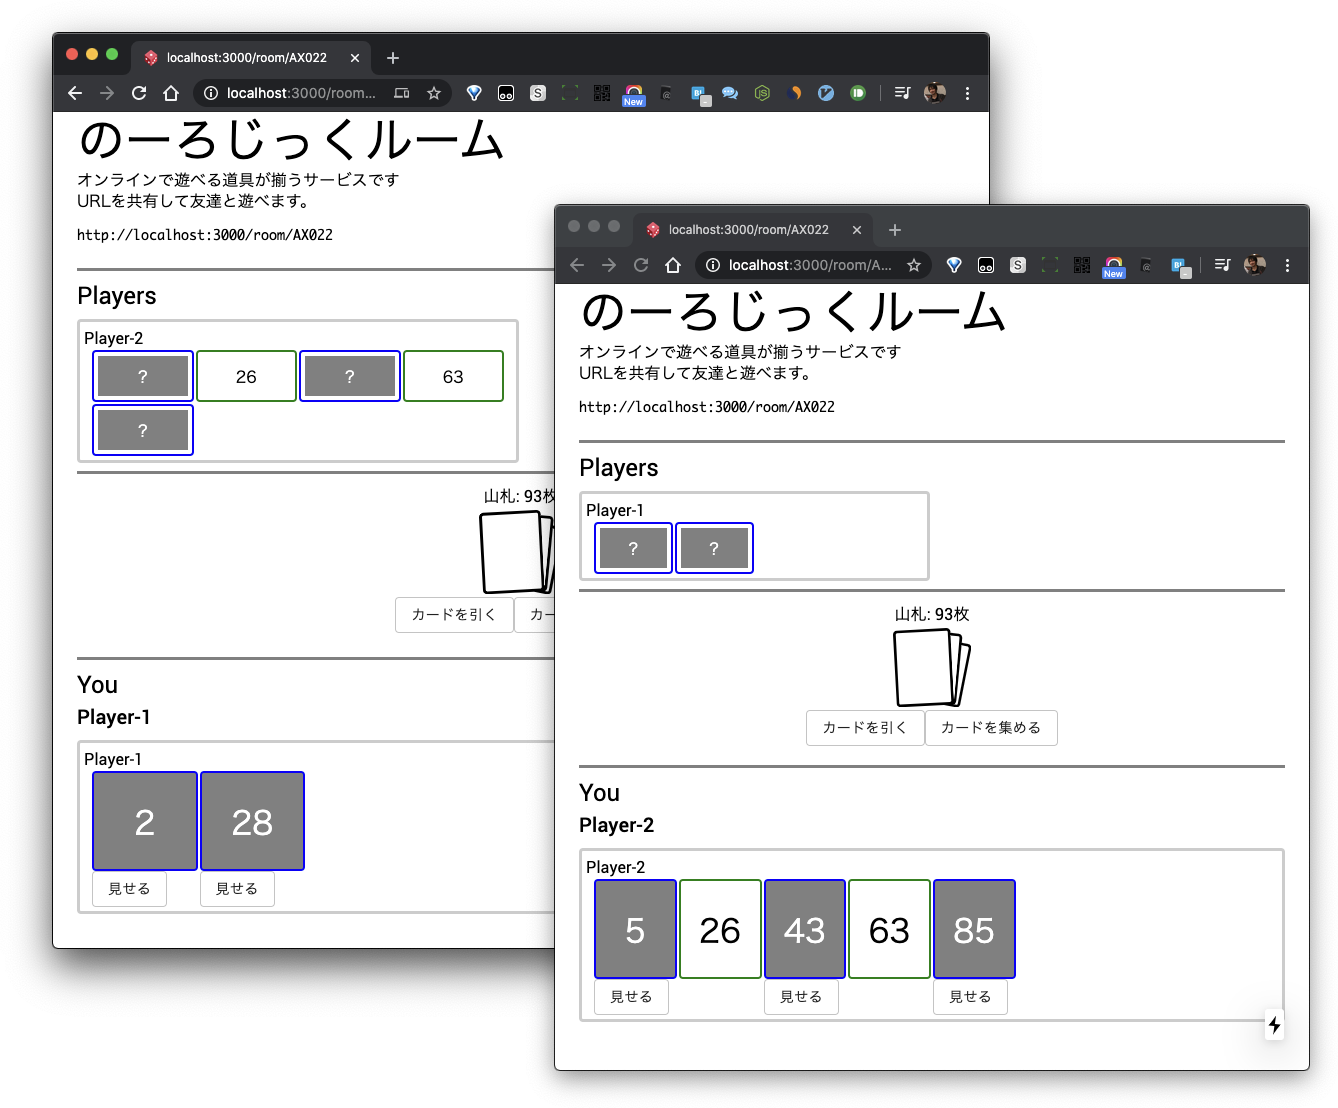 localhost:3000/room/AX022
localhost:3000/room...
New
のーろじっくルーム
オンラインで遊べる道具が揃うサービスです
URLを共有して友達と遊べます。
http://localhost:3000/room/AX022
Players
Player-2
? 26 ? 63
?
山札: 93枚
カードを引く カー
You
Player-1
Player-1
2 28
見せる 見せる
localhost:3000/room/AX022
localhost:3000/room/A...
S
New
B!
のーろじっくルーム
オンラインで遊べる道具が揃うサービスです
URLを共有して友達と遊べます。
http://localhost:3000/room/AX022
Players
Player-1
? ?
山札: 93枚
カードを引く カードを集める
You
Player-2
Player-2
5 26 43 63 85
見せる 見せる 見せる